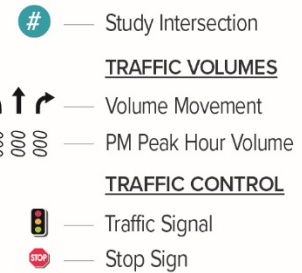 # Study Intersection
TRAFFIC VOLUMES
Volume Movement
000 000 PM Peak Hour Volume
TRAFFIC CONTROL
Traffic Signal
STOP Stop Sign